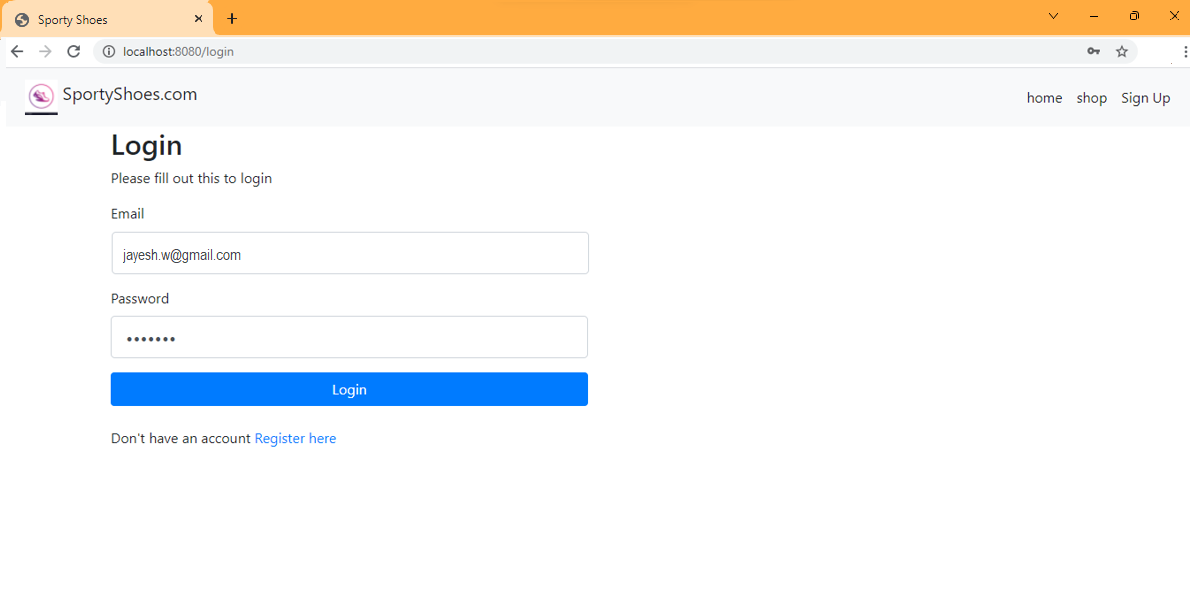 Sporty Shoes
localhost:8080/login
SportyShoes.com
home shop Sign Up
Login
Please fill out this to login
Email
jayesh.w@gmail.com
Password
•••••••
Login
Don't have an account Register here